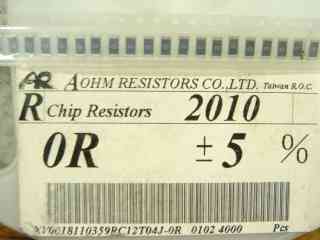 AR AOHM RESISTORS CO.,LTD. Taiwan R.O.C.
R Chip Resistors 2010
0R ±5 %
0102 4000 Pcs